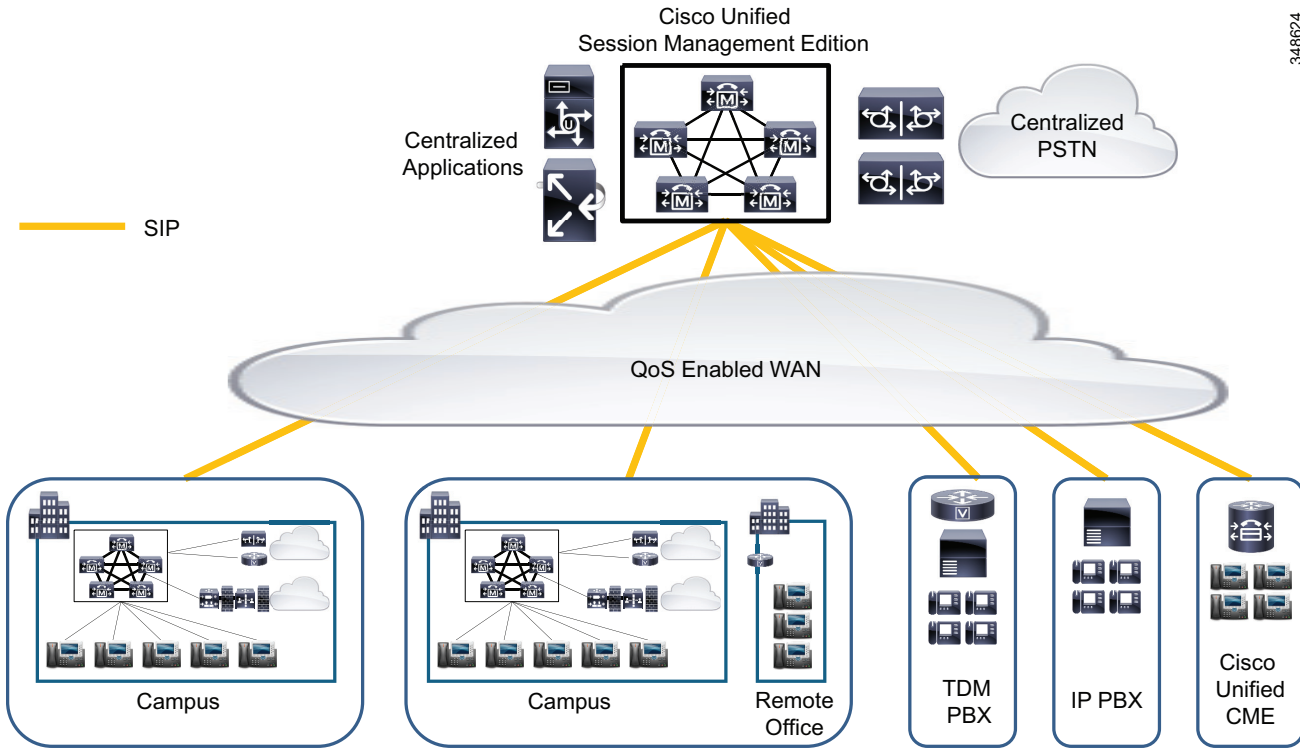 Cisco Unified
Session Management Edition
348624
Centralized
Applications
U
M
M
M
M
M
Centralized
PSTN
SIP
QoS Enabled WAN
M
M
M
M
M
V
Campus
M
M
M
M
M
V
Campus
V
Remote
Office
V
TDM
PBX
IP PBX
Cisco
Unified
CME